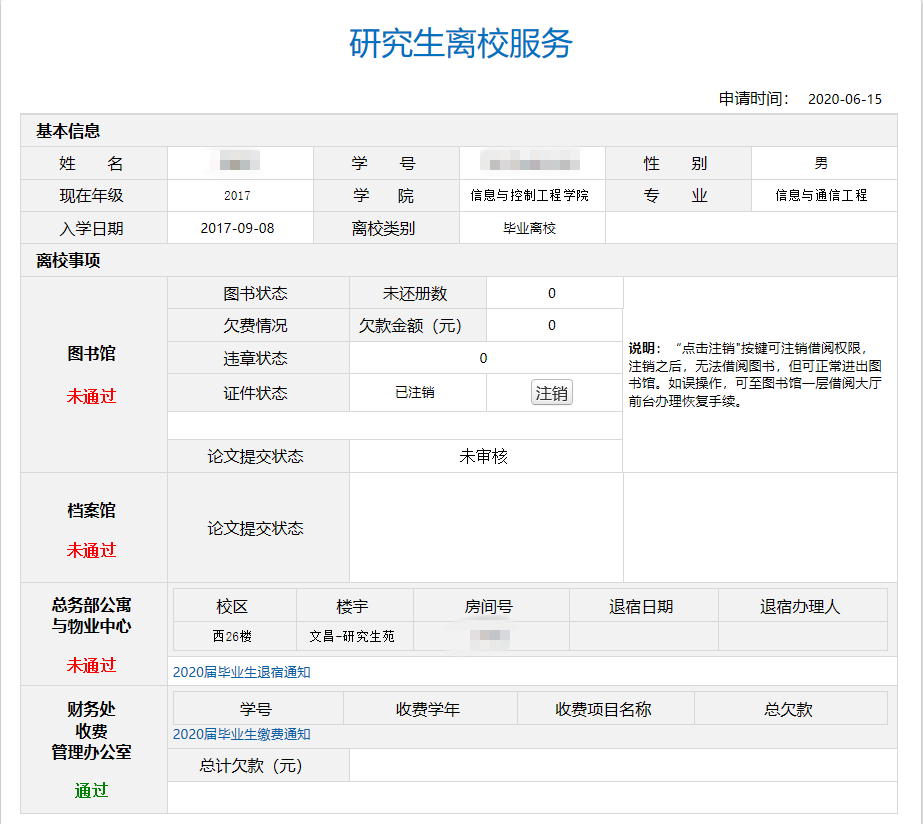 研究生离校服务
申请时间： 2020-06-15
基本信息
姓 名 学 号 性 别 男
现在年级 2017 学 院 信息与控制工程学院 专 业 信息与通信工程
入学日期 2017-09-08 离校类别 毕业离校
离校事项
图书馆
未通过
图书状态 未还册数 0
欠费情况 欠款金额（元） 0
违章状态 0
证件状态 已注销 注销
论文提交状态 未审核
说明：“点击注销"按键可注销借阅权限，
注销之后，无法借阅图书，但可正常进出图
书馆。如误操作，可至图书馆一层借阅大厅
前台办理恢复手续。
档案馆
未通过
论文提交状态
总务部公寓
与物业中心
未通过
校区 楼宇 房间号 退宿日期 退宿办理人
西26楼 文昌-研究生苑
2020届毕业生退宿通知
财务处
收费
管理办公室
通过
学号 收费学年 收费项目名称 总欠款
2020届毕业生缴费通知
总计欠款（元）